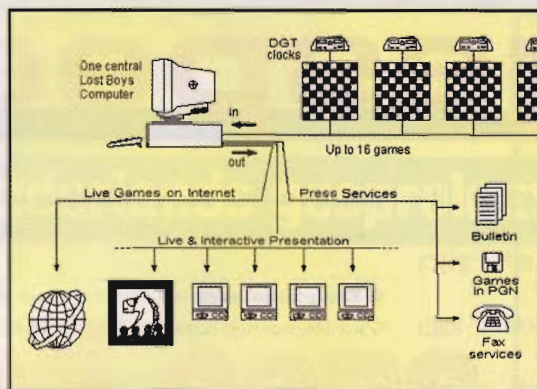 DGT
clocks
One central
Lost Boys
Computer
in
out
Up to 16 games
Live Games on Internet
Press Services
Live & Interactive Presentation
Bulletin
Games
in PGN
Fax
services